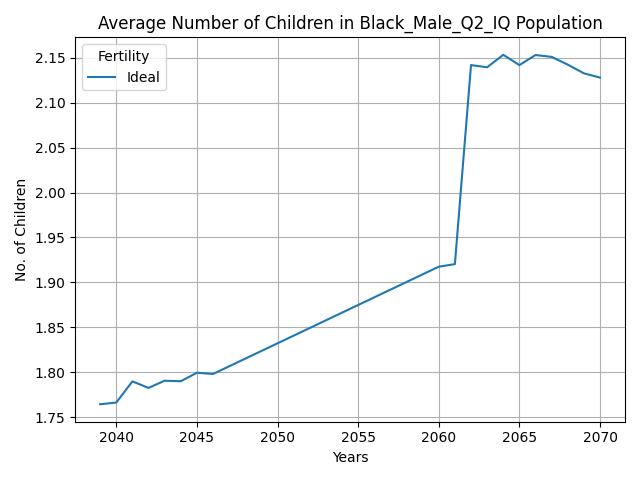 Average Number of Children in Black_Male_Q2_IQ Population
Fertility
Ideal
2.15
2.10
2.05
2.00
1.95
1.90
1.85
1.80
1.75
No. of Children
2040 2045 2050 2055 2060 2065 2070
Years